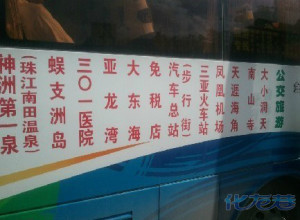 公交旅游
大小洞天
南山寺
天涯海角
凤凰机场
三亚火车站
(步行街)
汽车总站
免税店
大东海
亚龙湾
三〇一医院
蜈支洲岛
(珠江南田温泉)
神州第一泉